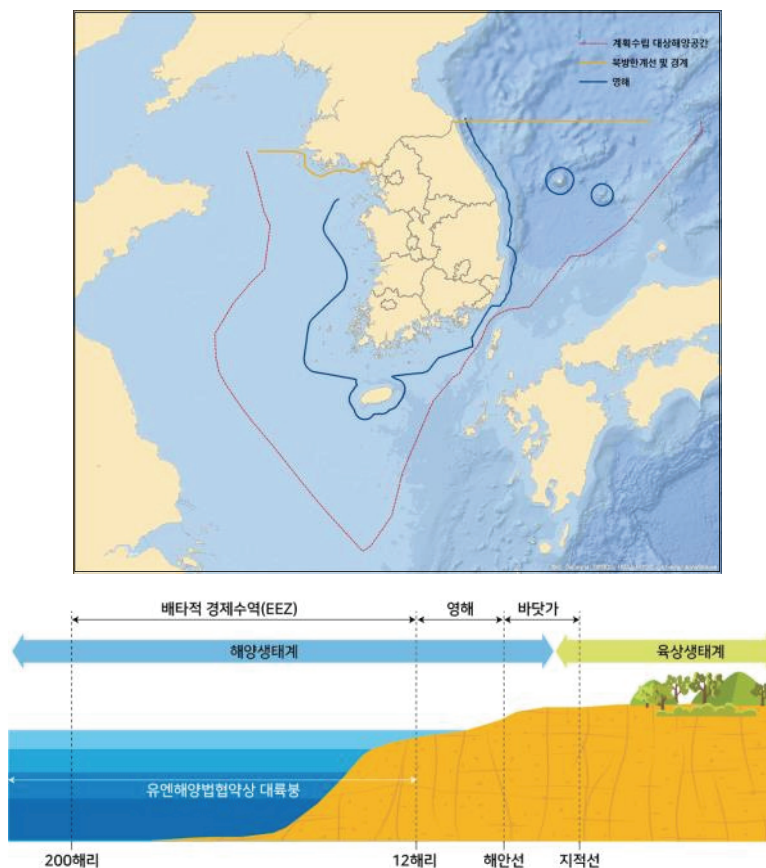 계획수립 대상해양공간
북방한계선 및 경계
영해
배타적 경제수역(EEZ)
영해
바닷가
해양생태계
육상생태계
유엔해양법협약상 대륙붕
200해리
12해리
해안선
지적선